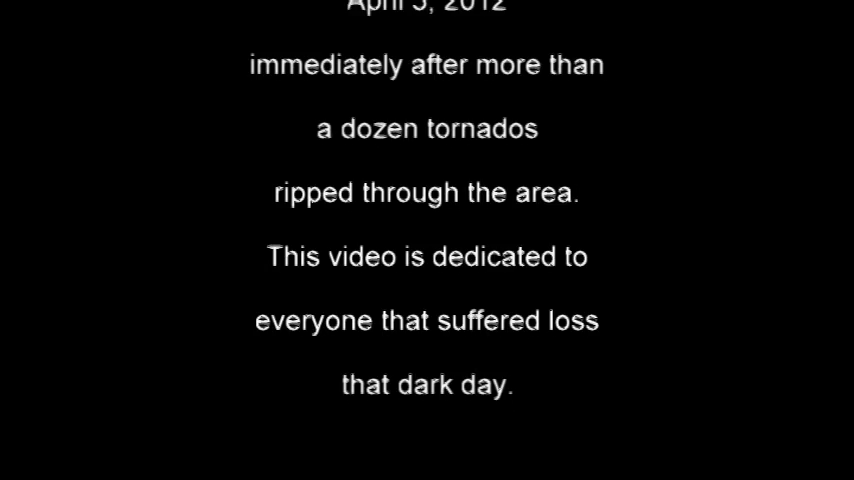 April 2012
immediately after more than
a dozen tornados
ripped through the area.
This video is dedicated to
everyone that suffered loss
that dark day.